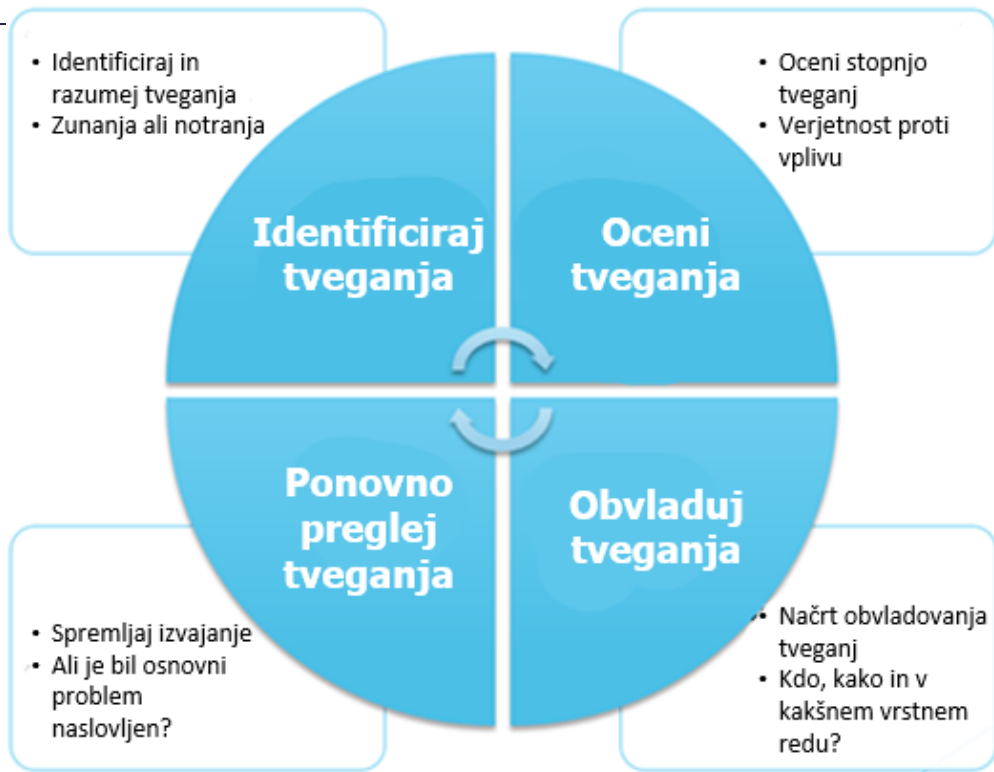 • Identificiraj in
razumej tveganja
• Zunanja ali notranja
• Oceni stopnjo
tveganj
• Verjetnost proti
vplivu
Identificiraj
tveganja
Oceni
tveganja
Ponovno
preglej
tveganja
Obvladuj
tveganja
• Spremljaj izvajanje
• Ali je bil osnovni
problem
naslovljen?
• Načrt obvladovanja
tveganj
• Kdo, kako in v
kakšnem vrstnem
redu?